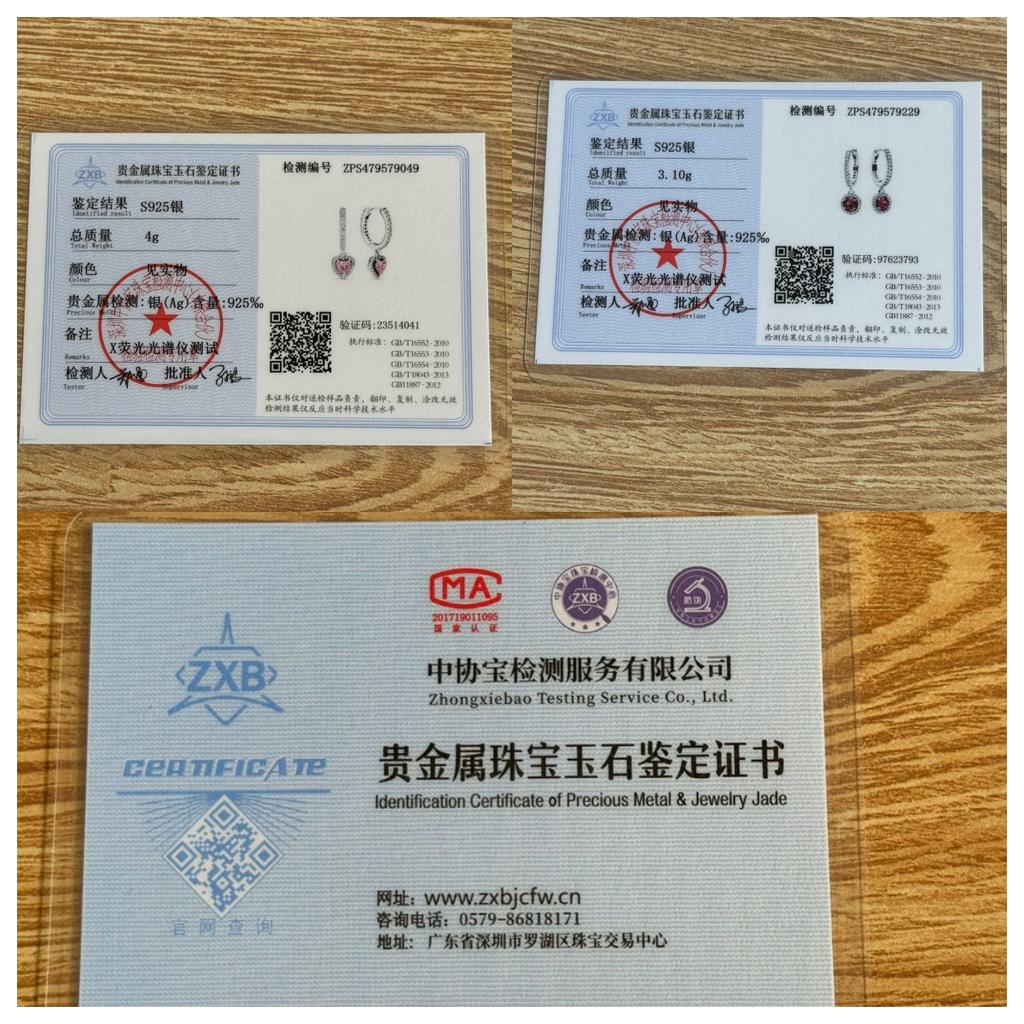 ZXB
贵金属珠宝玉石鉴定证书
Identification Certificate of Precious Metal & Jewelry Jade
鉴定结果 S925银
Identified result
总质量 4g
Total Weight
颜色 见实物
Colour
贵金属检测:银(Ag)含量:925‰
Precious Metal
备注
X荧光光谱仪测试
Remarks
检测人 批准人
Tester Supervisor
检测编号 ZPS479579049
验证码:23514041
执行标准: GB/T16552-2010
GB/T16553-2010
GB/T16554-2010
GB/T18043-2013
GB11887-2012
本证书仅对送检样品负责,翻印、复制、涂改无效
检测结果仅反应当时科学技术水平
ZXB
贵金属珠宝玉石鉴定证书
Identification Certificate of Precious Metal & Jewelry Jade
鉴定结果 S925银
Identified result
总质量 3.10g
Total Weight
颜色 见实物
Colour
贵金属检测:银(Ag)含量:925‰
Precious Metal
备注
X荧光光谱仪测试
Remarks
检测人 批准人
Tester Supervisor
检测编号 ZPS479579229
验证码:97623793
执行标准: GB/T16552-2010
GB/T16553-2010
GB/T16554-2010
GB/T18043-2013
GB11887-2012
本证书仅对送检样品负责,翻印、复制、涂改无效
检测结果仅反应当时科学技术水平
ZXB
CERTIFICATE
官网查询
MA
201719011095
国家认证
中协宝珠宝检测中心
ZXB
中协宝检测服务有限公司
Zhongxiebao Testing Service Co., Ltd.
贵金属珠宝玉石鉴定证书
Identification Certificate of Precious Metal & Jewelry Jade
网址: www.zxbjcfw.cn
咨询电话: 0579-86818171
地址: 广东省深圳市罗湖区珠宝交易中心